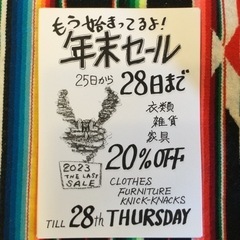 もう始まってるよ!
年末セール
25日から
28日まで
衣類
雑貨
家具
20%OFF
2023
THE LAST
SALE
CLOTHES
FURNITURE
KNICK-KNACKS
TILL 28th THURSDAY